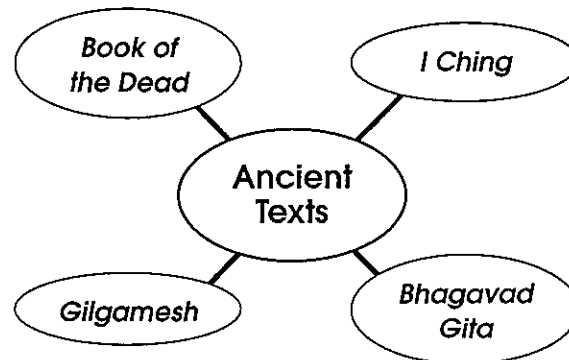 Book of
the Dead
I Ching
Ancient
Texts
Gilgamesh
Bhagavad
Gita